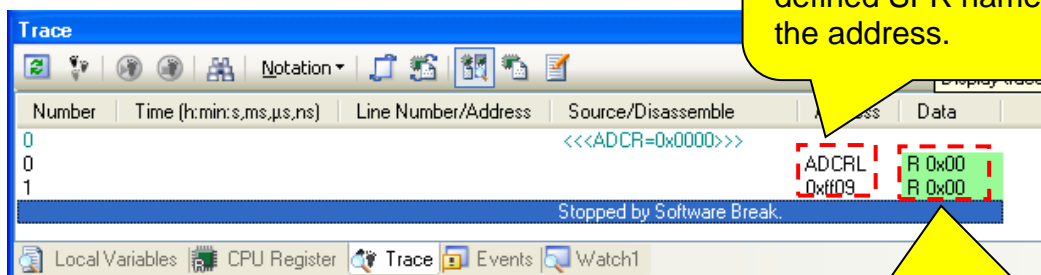 defined SFR name
the address.
Trace
Notation
Number Time (h:min:s,ms,µs,ns) Line Number/Address Source/Disassemble Data
0 <<<ADCR=0x0000>>>
0 ADCRL R 0x00
1 0xff09 R 0x00
Stopped by Software Break.
Local Variables CPU Register Trace Events Watch1